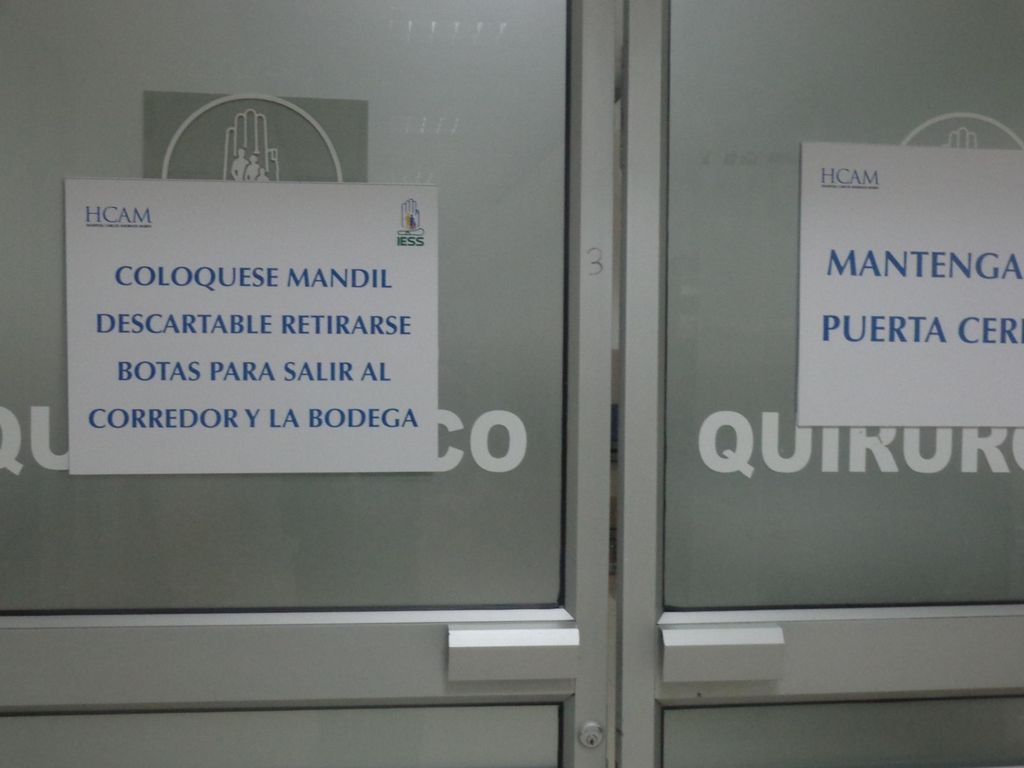 HCAM
IESS
COLOQUESE MANDIL
DESCARTABLE RETIRARSE
BOTAS PARA SALIR AL
CORREDOR Y LA BODEGA
QU
CO
3
HCAM
MANTENGA
PUERTA CER
QUIRURG